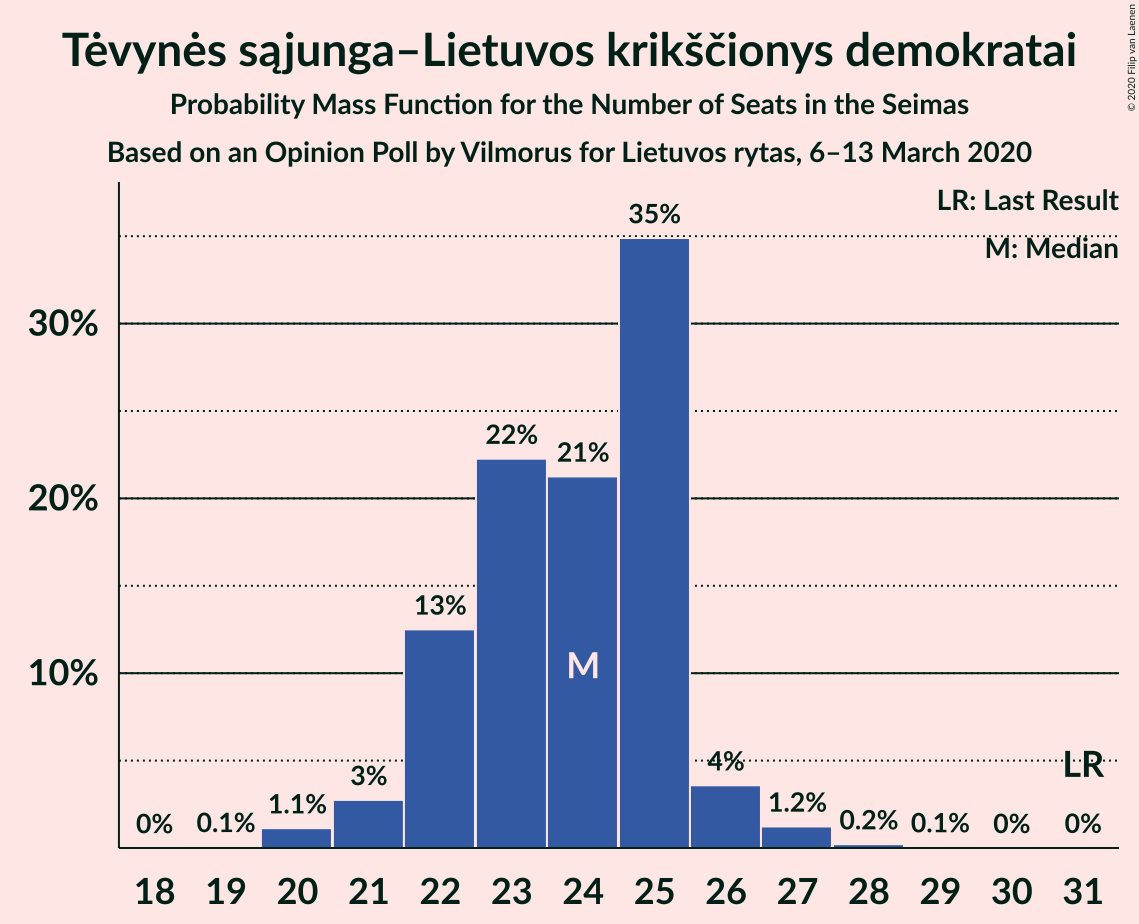 Tėvynės sąjunga–Lietuvos krikščionys demokratai
Probability Mass Function for the Number of Seats in the Seimas
Based on an Opinion Poll by Vilmorus for Lietuvos rytas, 6–13 March 2020
© 2020 Filip van Laenen
LR: Last Result
M: Median
30%
20%
10%
0%
0.1%
1.1%
3%
13%
22%
21%
35%
4%
1.2%
0.2%
0.1%
0%
0%
M
LR
18 19 20 21 22 23 24 25 26 27 28 29 30 31